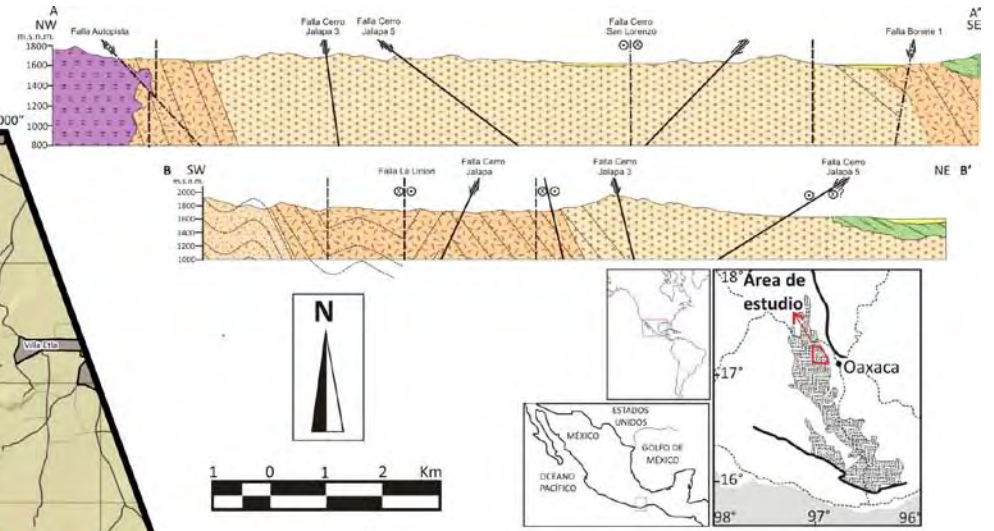 A
NW
m.s.n.m.
Falla Autopista
Falla Cerro
Jalapa 3
Falla Cerro
Jalapa 5
Falla Cerro
San Lorenzo
Falla Bonete 1
A'
SE
1800
1600
1400
1200
1000
800
B SW
m.s.n.m.
Falla La Union
Falla Cerro
Jalapa
Falla Cerro
Jalapa 3
Falla Cerro
Jalapa 5
?
NE B'
2000
1800
1600
1400
1200
1000
000"
Villa Etla
N
1 0 1 2 Km
ESTADOS
UNIDOS
MÉXICO
GOLFO DE
MÉXICO
OCEANO
PACÍFICO
18°
Área de
estudio
Oaxaca
17°
16°
98° 97° 96°